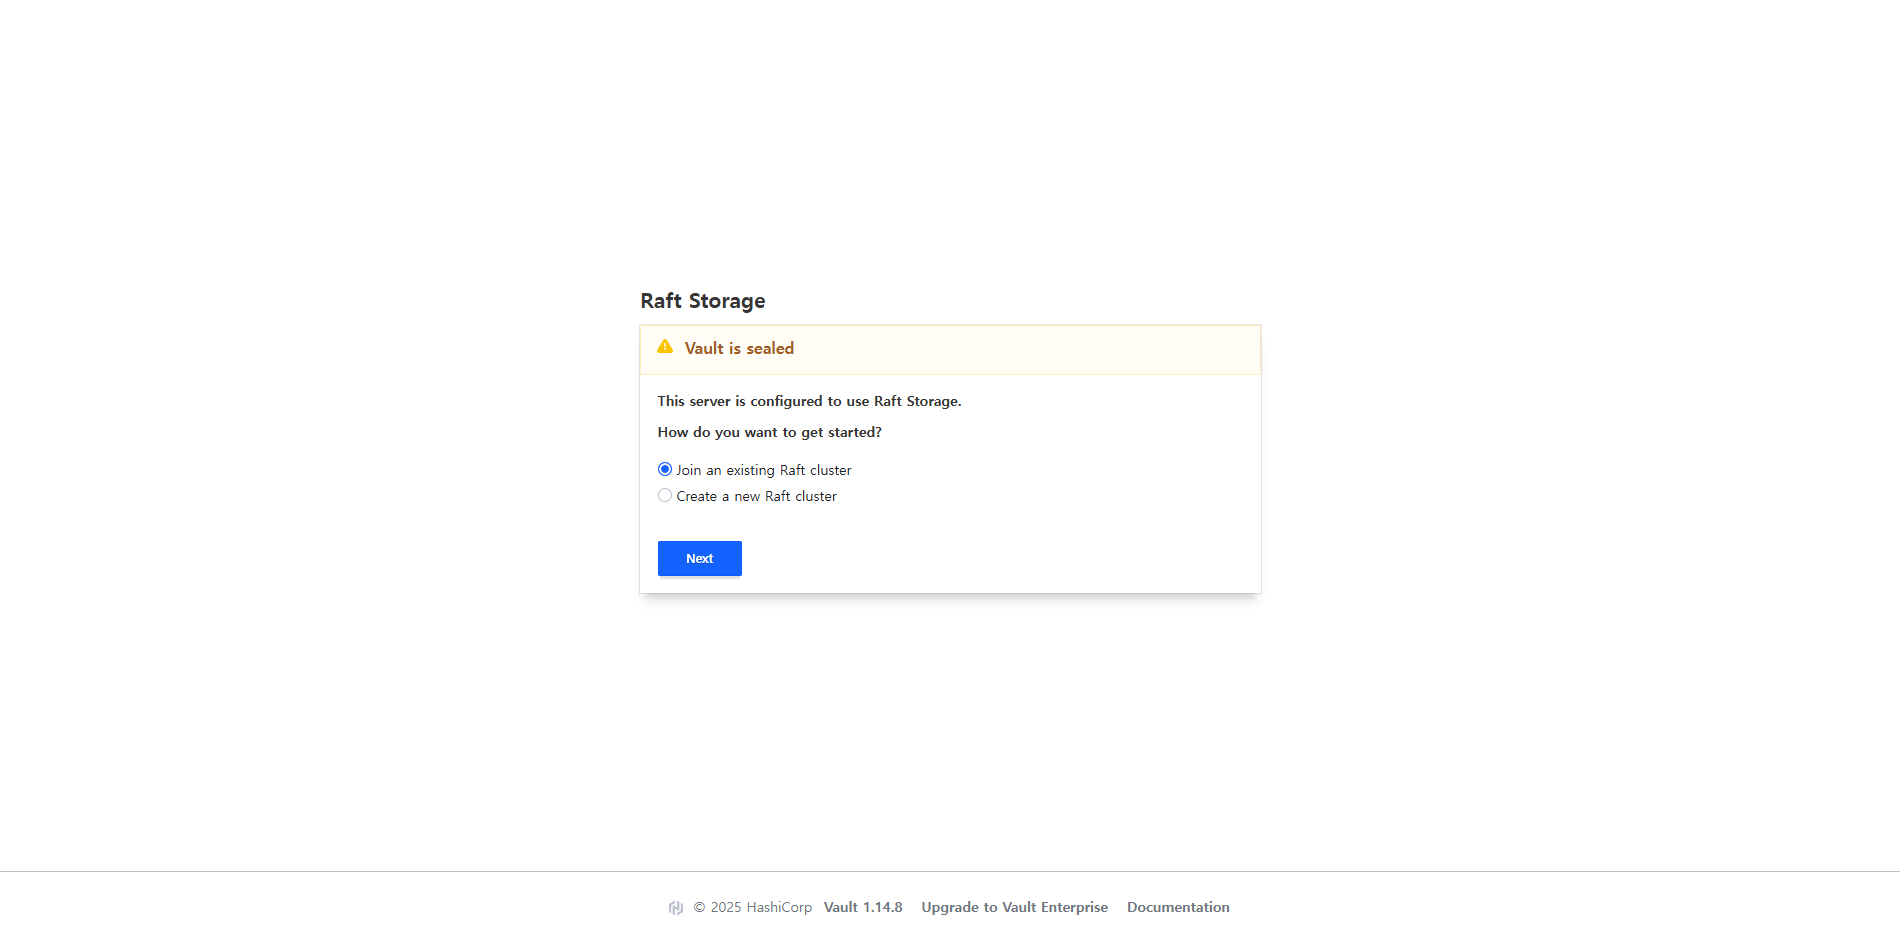 Raft Storage
Vault is sealed
This server is configured to use Raft Storage.
How do you want to get started?
Join an existing Raft cluster
Create a new Raft cluster
Next
© 2025 HashiCorp Vault 1.14.8 Upgrade to Vault Enterprise Documentation